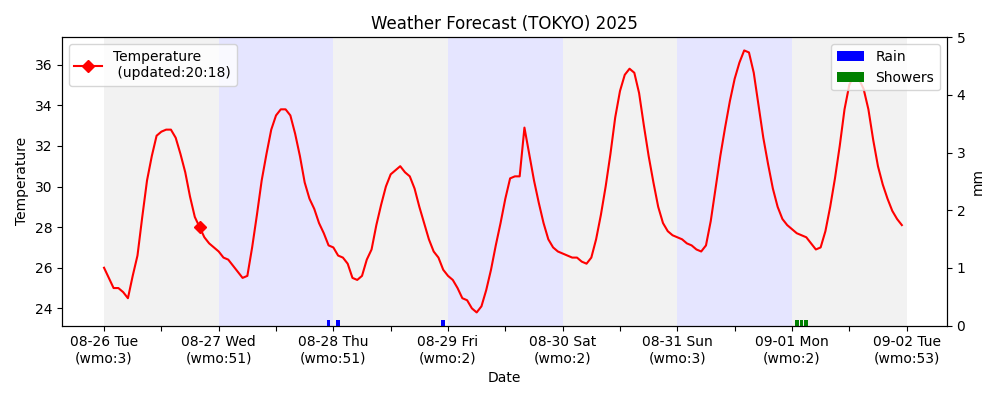 Weather Forecast (TOKYO) 2025
Temperature
(updated:20:18)
Rain
Showers
Temperature
36
34
32
30
28
26
24
5
4
3
2
1
0
mm
08-26 Tue
(wmo:3)
08-27 Wed
(wmo:51)
08-28 Thu
(wmo:51)
08-29 Fri
(wmo:2)
08-30 Sat
(wmo:2)
08-31 Sun
(wmo:3)
09-01 Mon
(wmo:2)
09-02 Tue
(wmo:53)
Date